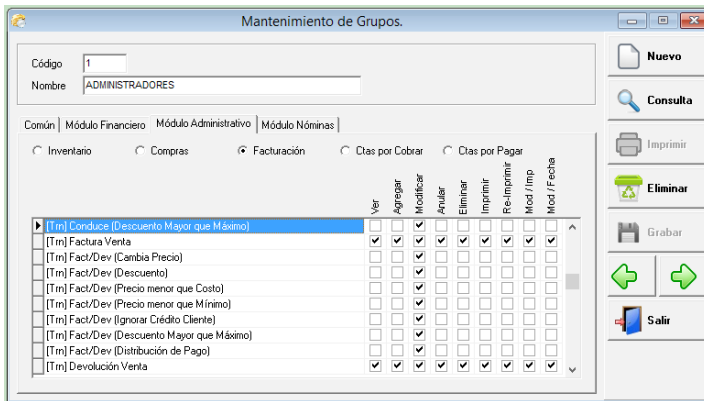 Mantenimiento de Grupos.
Código 1
Nombre ADMINISTRADORES
Común Módulo Financiero Módulo Administrativo Módulo Nóminas
Inventario Compras Facturación Ctas por Cobrar Ctas por Pagar
Ver Agregar Modificar Anular Eliminar Imprimir Re-Imprimir Mod / Imp Mod / Fecha
[Trn] Conduce (Descuento Mayor que Máximo)
[Trn] Factura Venta
[Trn] Fact/Dev (Cambia Precio)
[Trn] Fact/Dev (Descuento)
[Trn] Fact/Dev (Precio menor que Costo)
[Trn] Fact/Dev (Precio menor que Mínimo)
[Trn] Fact/Dev (Ignorar Crédito Cliente)
[Trn] Fact/Dev (Descuento Mayor que Máximo)
[Trn] Fact/Dev (Distribución de Pago)
[Trn] Devolución Venta
Nuevo
Consulta
Imprimir
Eliminar
Grabar
Salir